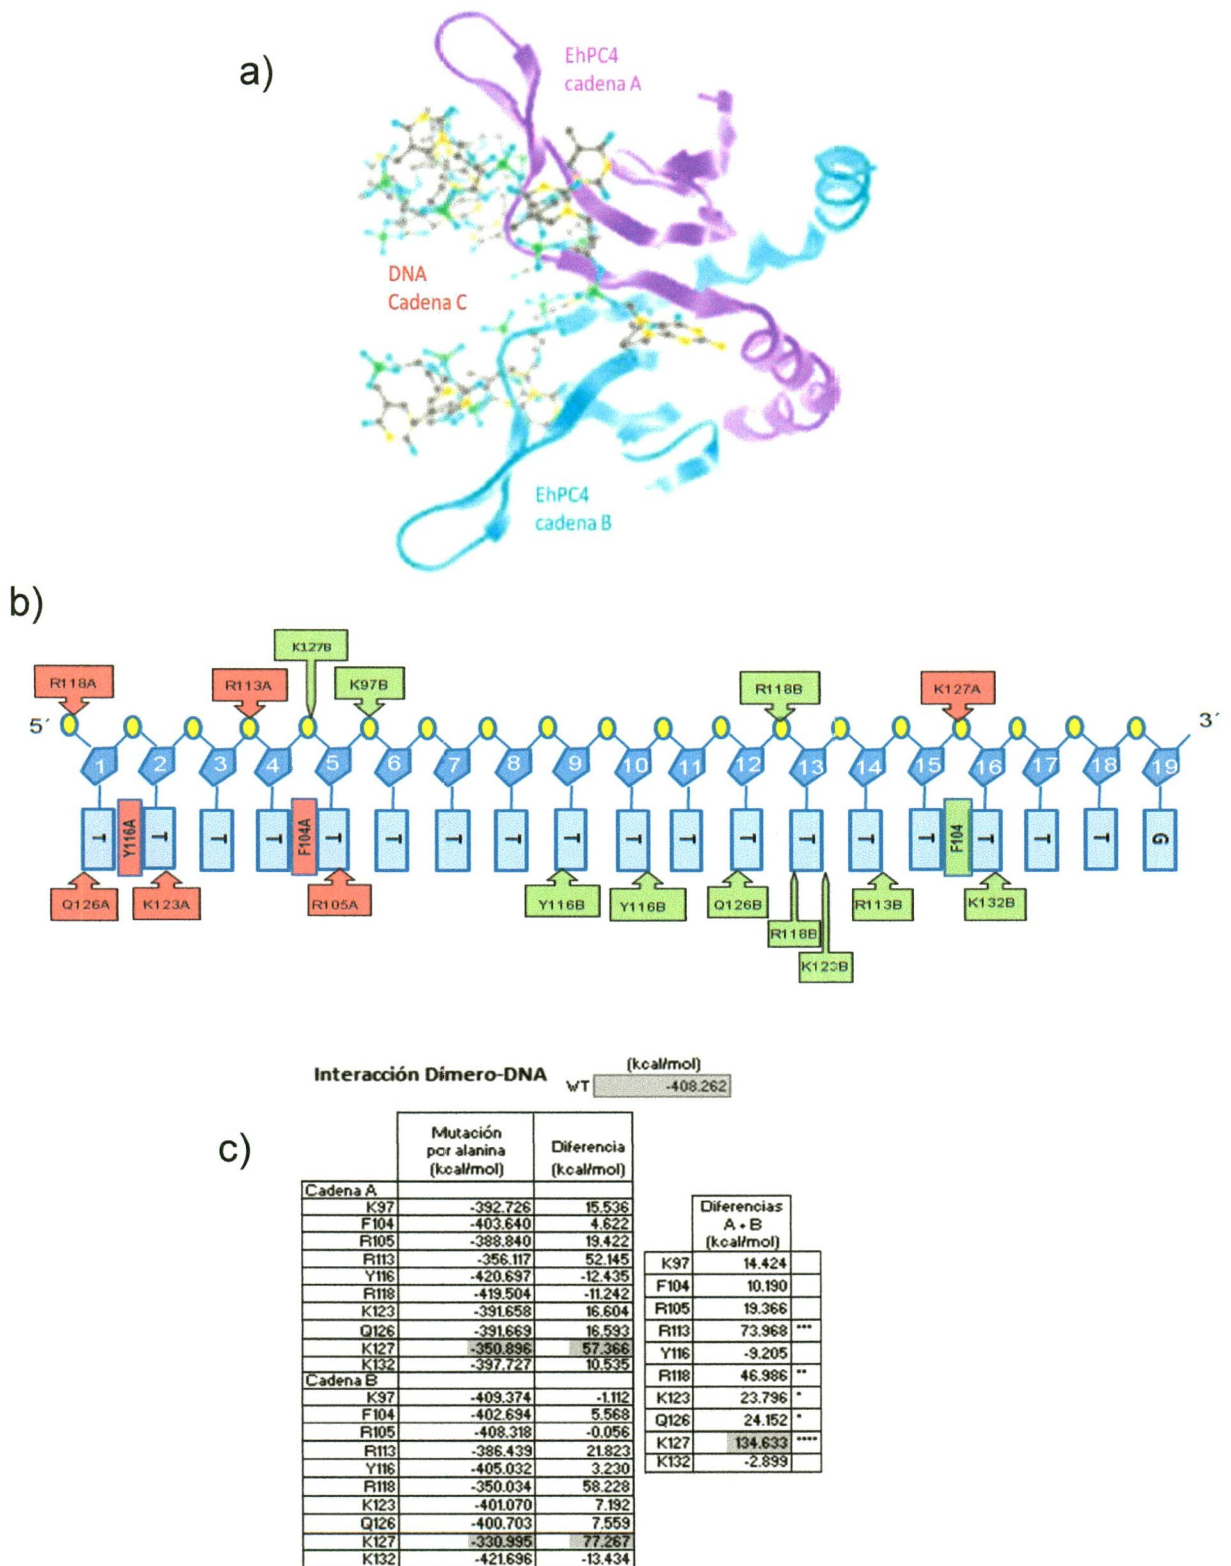 a)
EhPC4
cadena A
DNA
Cadena C
EhPC4
cadena B
b)
K127B
R118A
R113A
K97B
R118B
K127A
5´
3´
1 2 3 4 5 6 7 8 9 10 11 12 13 14 15 16 17 18 19
T Y116A T T T F104A T T T T T T T T T T T F104 T T T G
Q126A K123A R105A Y116B Y116B Q126B R113B K132B
R118B
K123B
(kcal/mol)
Interacción Dímero-DNA WT -408.262
c)
Mutación
por alanina
(kcal/mol)
Diferencia
(kcal/mol)
Cadena A
K97 -392.726 15.536
F104 -403.640 4.622
R105 -388.840 19.422
R113 -356.117 52.145
Y116 -420.697 -12.435
R118 -419.504 -11.242
K123 -391.658 16.604
Q126 -391.669 16.593
K127 -350.896 57.366
K132 -397.727 10.535
Cadena B
K97 -409.374 -1.112
F104 -402.694 5.568
R105 -408.318 -0.056
R113 -386.439 21.823
Y116 -405.032 3.230
R118 -350.034 58.228
K123 -401.070 7.192
Q126 -400.703 7.559
K127 -330.995 77.267
K132 -421.696 -13.434
Diferencias
A + B
(kcal/mol)
K97 14.424
F104 10.190
R105 19.366
R113 73.968 ***
Y116 -9.205
R118 46.986 **
K123 23.796 *
Q126 24.152 *
K127 134.633 ****
K132 -2.899